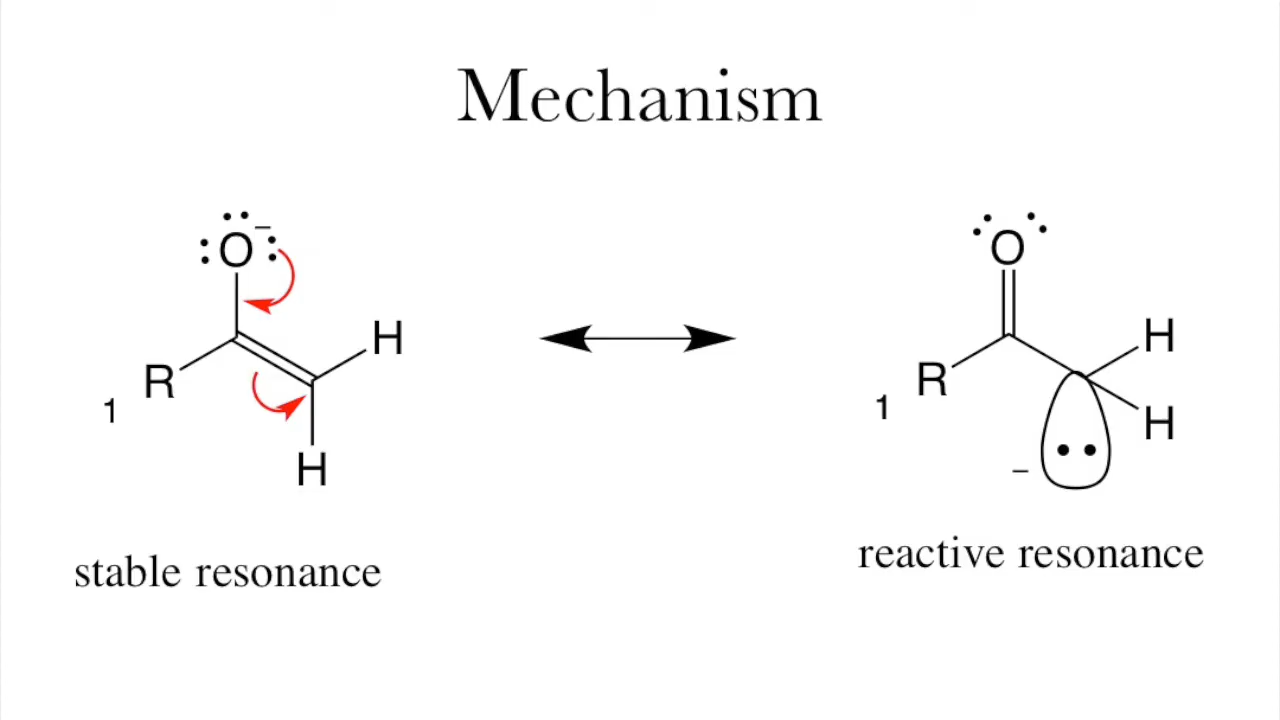 Mechanism
O
−
O
H
H
R
R
1
1
H
H
−
stable resonance
reactive resonance